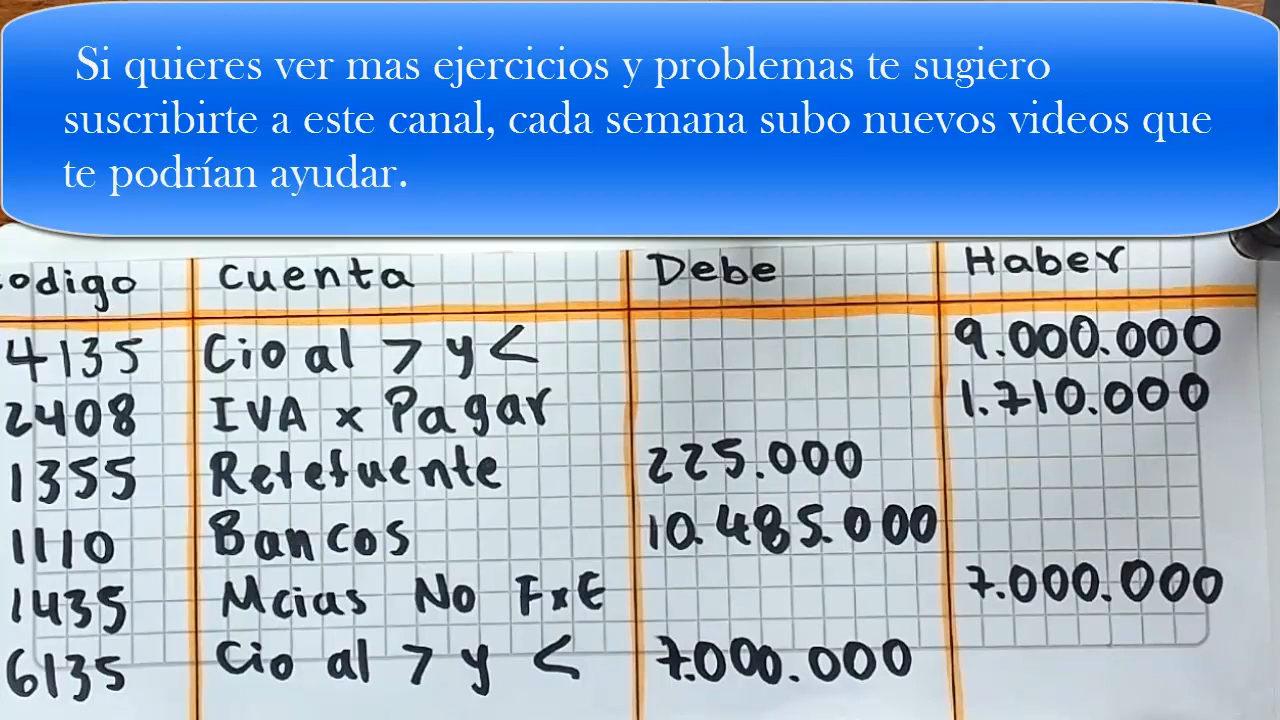 Si quieres ver mas ejercicios y problemas te sugiero
suscribirte a este canal, cada semana subo nuevos videos que
te podrían ayudar.
odigo Cuenta Debe Haber
4135 Cio al > y < 9.000.000
2408 IVA x Pagar 1.710.000
1355 Retefuente 225.000
1110 Bancos 10.485.000
1435 Mcias No FxE 7.000.000
6135 Cio al > y < 7.000.000